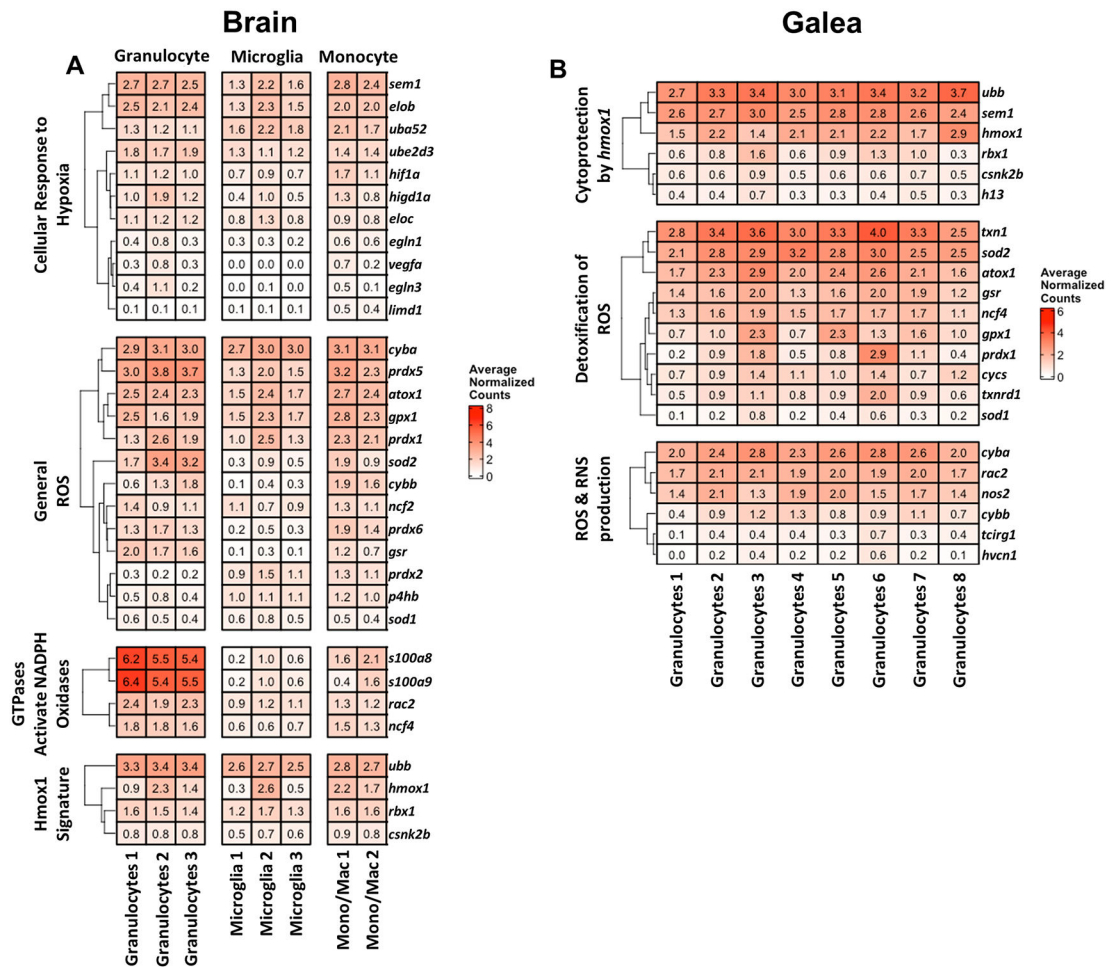 Brain
Galea
A
Granulocyte Microglia Monocyte
Cellular Response to
Hypoxia
2.7 2.7 2.5 1.3 2.2 1.6 2.8 2.4 sem1
2.5 2.1 2.4 1.3 2.3 1.5 2.0 2.0 elob
1.3 1.2 1.1 1.6 2.2 1.8 2.1 1.7 uba52
1.8 1.7 1.9 1.3 1.1 1.2 1.4 1.4 ube2d3
1.1 1.2 1.0 0.7 0.9 0.7 1.7 1.1 hif1a
1.0 1.9 1.2 0.4 1.0 0.5 1.3 0.8 higd1a
1.1 1.2 1.2 0.8 1.3 0.8 0.9 0.8 eloc
0.4 0.8 0.3 0.3 0.3 0.2 0.6 0.6 egln1
0.3 0.8 0.3 0.0 0.0 0.0 0.7 0.2 vegfa
0.4 1.1 0.2 0.0 0.1 0.0 0.5 0.1 egln3
0.1 0.1 0.1 0.1 0.1 0.1 0.5 0.4 limd1
General
ROS
2.9 3.1 3.0 2.7 3.0 3.0 3.1 3.1 cyba
3.0 3.8 3.7 1.3 2.0 1.5 3.2 2.3 prdx5
2.5 2.4 2.3 1.5 2.4 1.7 2.7 2.4 atox1
2.5 1.6 1.9 1.5 2.3 1.7 2.8 2.3 gpx1
1.3 2.6 1.9 1.0 2.5 1.3 2.3 2.1 prdx1
1.7 3.4 3.2 0.3 0.9 0.5 1.9 0.9 sod2
0.6 1.3 1.8 0.1 0.4 0.3 1.9 1.6 cybb
1.4 0.9 1.1 1.1 0.7 0.9 1.3 1.1 ncf2
1.3 1.7 1.3 0.2 0.5 0.3 1.9 1.4 prdx6
2.0 1.7 1.6 0.1 0.3 0.1 1.2 0.7 gsr
0.3 0.2 0.2 0.9 1.5 1.1 1.3 1.1 prdx2
0.5 0.8 0.4 1.0 1.1 1.1 1.2 1.0 p4hb
0.6 0.5 0.4 0.6 0.8 0.5 0.5 0.4 sod1
GTPases
Activate NADPH
Oxidases
6.2 5.5 5.4 0.2 1.0 0.6 1.6 2.1 s100a8
6.4 5.4 5.5 0.2 1.0 0.6 0.4 1.6 s100a9
2.4 1.9 2.3 0.9 1.2 1.1 1.3 1.2 rac2
1.8 1.8 1.6 0.6 0.6 0.7 1.5 1.3 ncf4
Hmox1
Signature
3.3 3.4 3.4 2.6 2.7 2.5 2.8 2.7 ubb
0.9 2.3 1.4 0.3 2.6 0.5 2.2 1.7 hmox1
1.6 1.5 1.4 1.2 1.7 1.3 1.6 1.6 rbx1
0.8 0.8 0.8 0.5 0.7 0.6 0.9 0.8 csnk2b
Granulocytes 1
Granulocytes 2
Granulocytes 3
Microglia 1
Microglia 2
Microglia 3
Mono/Mac 1
Mono/Mac 2
Average
Normalized
Counts
8
6
4
2
0
B
Cytoprotection
by hmox1
2.7 3.3 3.4 3.0 3.1 3.4 3.2 3.7 ubb
2.6 2.7 3.0 2.5 2.8 2.8 2.6 2.4 sem1
1.5 2.2 1.4 2.1 2.1 2.2 1.7 2.9 hmox1
0.6 0.8 1.6 0.6 0.9 1.3 1.0 0.3 rbx1
0.6 0.6 0.9 0.5 0.6 0.6 0.7 0.5 csnk2b
0.4 0.4 0.7 0.3 0.4 0.4 0.5 0.3 h13
Detoxification of
ROS
2.8 3.4 3.6 3.0 3.3 4.0 3.3 2.5 txn1
2.1 2.8 2.9 3.2 2.8 3.0 2.5 2.5 sod2
1.7 2.3 2.9 2.0 2.4 2.6 2.1 1.6 atox1
1.4 1.6 2.0 1.3 1.6 2.0 1.9 1.2 gsr
1.3 1.6 1.9 1.5 1.7 1.7 1.7 1.1 ncf4
0.7 1.0 2.3 0.7 2.3 1.3 1.6 1.0 gpx1
0.2 0.9 1.8 0.5 0.8 2.9 1.1 0.4 prdx1
0.7 0.9 1.4 1.1 1.0 1.4 0.7 1.2 cycs
0.5 0.9 1.1 0.8 0.9 2.0 0.9 0.6 txnrd1
0.1 0.2 0.8 0.2 0.4 0.6 0.3 0.2 sod1
ROS & RNS
production
2.0 2.4 2.8 2.3 2.6 2.8 2.6 2.0 cyba
1.7 2.1 2.1 1.9 2.0 1.9 2.0 1.7 rac2
1.4 2.1 1.3 1.9 2.0 1.5 1.7 1.4 nos2
0.4 0.9 1.2 1.3 0.8 0.9 1.1 0.7 cybb
0.1 0.4 0.4 0.4 0.3 0.7 0.3 0.4 tcirg1
0.0 0.2 0.4 0.2 0.2 0.6 0.2 0.1 hvcn1
Granulocytes 1
Granulocytes 2
Granulocytes 3
Granulocytes 4
Granulocytes 5
Granulocytes 6
Granulocytes 7
Granulocytes 8
Average
Normalized
Counts
6
4
2
0